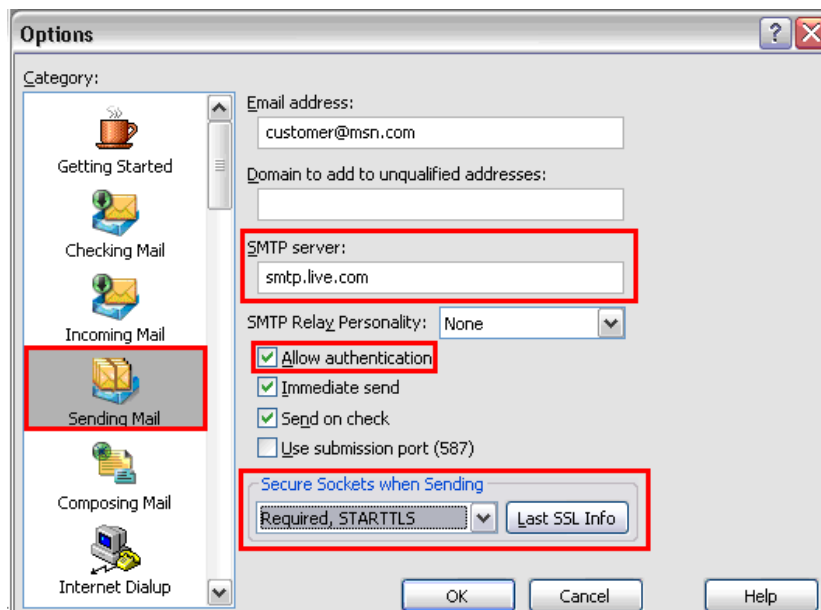 Options
Category:
Getting Started
Checking Mail
Incoming Mail
Sending Mail
Composing Mail
Internet Dialup
Email address:
customer@msn.com
Domain to add to unqualified addresses:
SMTP server:
smtp.live.com
SMTP Relay Personality: None
Allow authentication
Immediate send
Send on check
Use submission port (587)
Secure Sockets when Sending
Required, STARTTLS Last SSL Info
OK Cancel Help